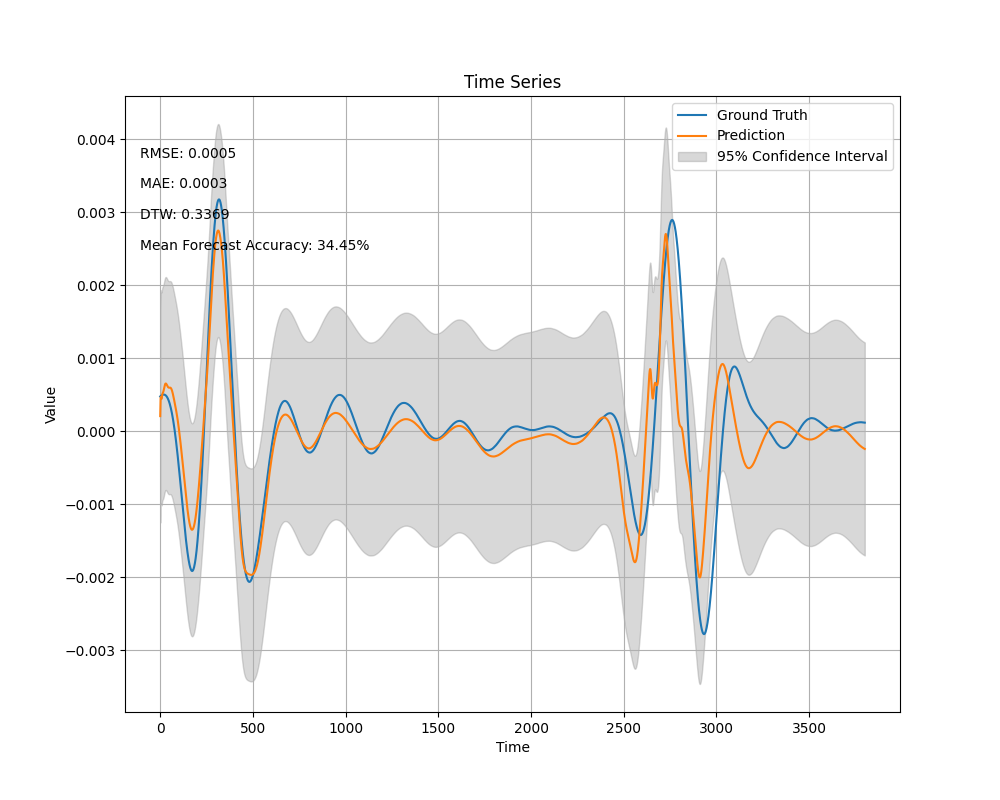 Time Series
Ground Truth
Prediction
95% Confidence Interval
RMSE: 0.0005
MAE: 0.0003
DTW: 0.3369
Mean Forecast Accuracy: 34.45%
0.004
0.003
0.002
0.001
0.000
−0.001
−0.002
−0.003
Value
0 500 1000 1500 2000 2500 3000 3500
Time